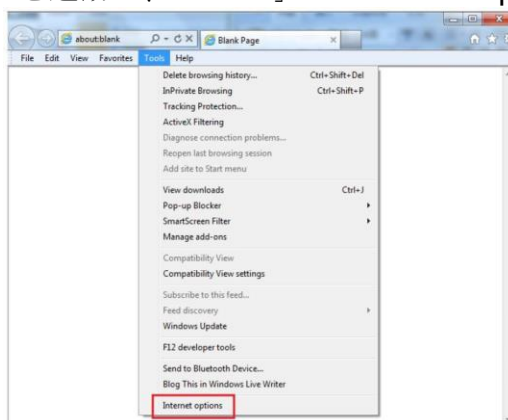 about:blank
Blank Page
File Edit View Favorites Tools Help
Delete browsing history... Ctrl+Shift+Del
InPrivate Browsing Ctrl+Shift+P
Tracking Protection...
ActiveX Filtering
Diagnose connection problems...
Reopen last browsing session
Add site to Start menu
View downloads Ctrl+J
Pop-up Blocker
SmartScreen Filter
Manage add-ons
Compatibility View
Compatibility View settings
Subscribe to this feed...
Feed discovery
Windows Update
F12 developer tools
Send to Bluetooth Device...
Blog This in Windows Live Writer
Internet options